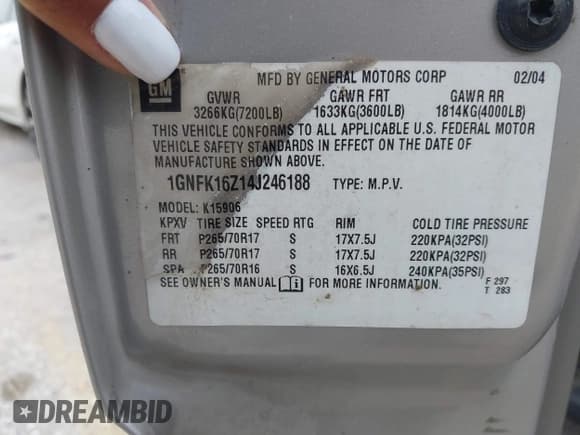 GM
MFD BY GENERAL MOTORS CORP 02/04
GVWR GAWR FRT GAWR RR
3266KG(7200LB) 1633KG(3600LB) 1814KG(4000LB)
THIS VEHICLE CONFORMS TO ALL APPLICABLE U.S. FEDERAL MOTOR
VEHICLE SAFETY STANDARDS IN EFFECT ON THE DATE OF
MANUFACTURE SHOWN ABOVE.
1GNFK16Z14J246188 TYPE: M.P.V.
MODEL: K15906
KPXV TIRE SIZE SPEED RTG RIM COLD TIRE PRESSURE
FRT P265/70R17 S 17X7.5J 220KPA(32PSI)
RR P265/70R17 S 17X7.5J 220KPA(32PSI)
SPA P265/70R16 S 16X6.5J 240KPA(35PSI)
SEE OWNER'S MANUAL FOR MORE INFORMATION. F 297
T 283
DREAMBID